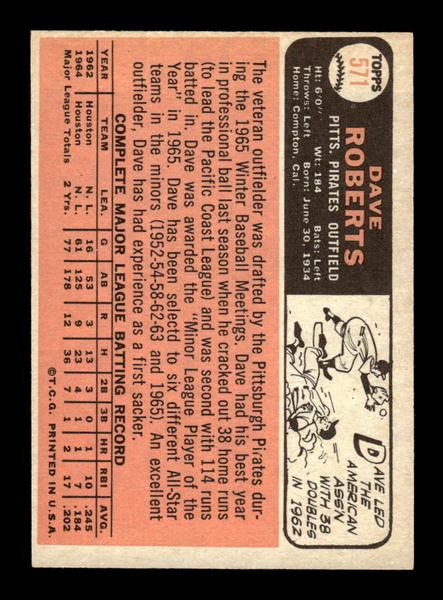 TOPPS
571
DAVE
ROBERTS
PITTS. PIRATES OUTFIELD
Ht: 6'0" Wt: 184 Bats: Left
Throws: Left Born: June 30, 1934
Home: Compton, Cal.
DAVE LED
THE
AMERICAN
ASS'N
WITH 38
DOUBLES
IN 1962
The veteran outfielder was drafted by the Pittsburgh Pirates dur-
ing the 1965 Winter Baseball Meetings. Dave had his best year
in professional ball last season when he cracked out 38 home runs
(to lead the Pacific Coast League) and was second with 114 runs
batted in. Dave was awarded the "Minor League Player of the
Year" in 1965. Dave has been selectd to six different All-Star
teams in the minors (1952-54-58-62-63 and 1965). An excellent
outfielder, Dave has had experience as a first sacker.
COMPLETE MAJOR LEAGUE BATTING RECORD
YEAR TEAM LEA. G AB R H 2B 3B HR RBI AVG.
1962 Houston N. L. 16 53 3 13 3 0 1 10 .245
1964 Houston N. L. 61 125 9 23 4 1 1 7 .184
Major League Totals 2 Yrs. 77 178 12 36 7 1 2 17 .202
© T.C.G. PRINTED IN U.S.A.